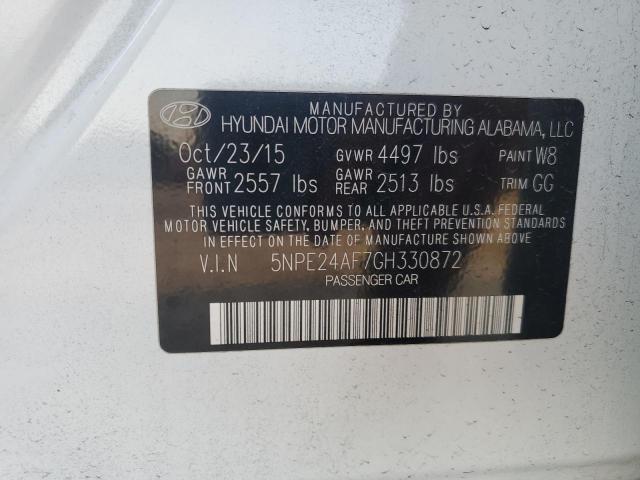 MANUFACTURED BY
HYUNDAI MOTOR MANUFACTURING ALABAMA, LLC
Oct/23/15 GVWR 4497 lbs PAINT W8
GAWR FRONT 2557 lbs GAWR REAR 2513 lbs TRIM GG
THIS VEHICLE CONFORMS TO ALL APPLICABLE U.S.A. FEDERAL
MOTOR VEHICLE SAFETY, BUMPER, AND THEFT PREVENTION STANDARDS
IN EFFECT ON THE DATE OF MANUFACTURE SHOWN ABOVE.
V.I.N 5NPE24AF7GH330872
PASSENGER CAR